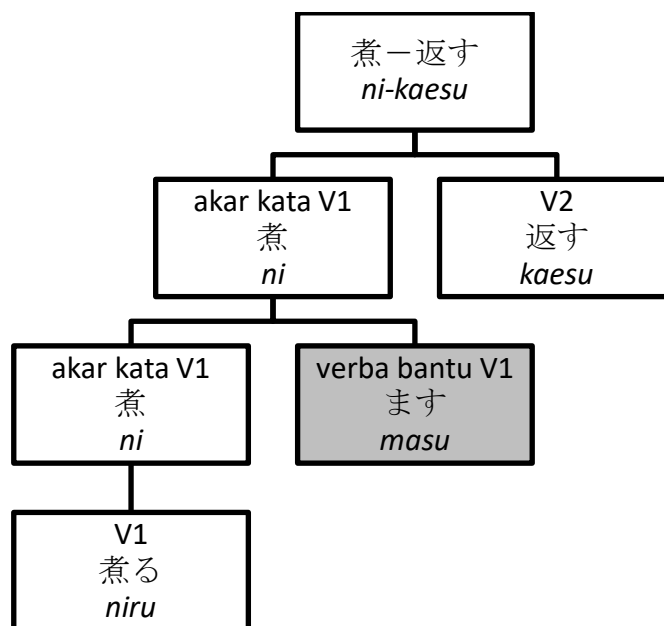 煮－返す
ni-kaesu
akar kata V1
煮
ni
V2
返す
kaesu
akar kata V1
煮
ni
verba bantu V1
ます
masu
V1
煮る
niru